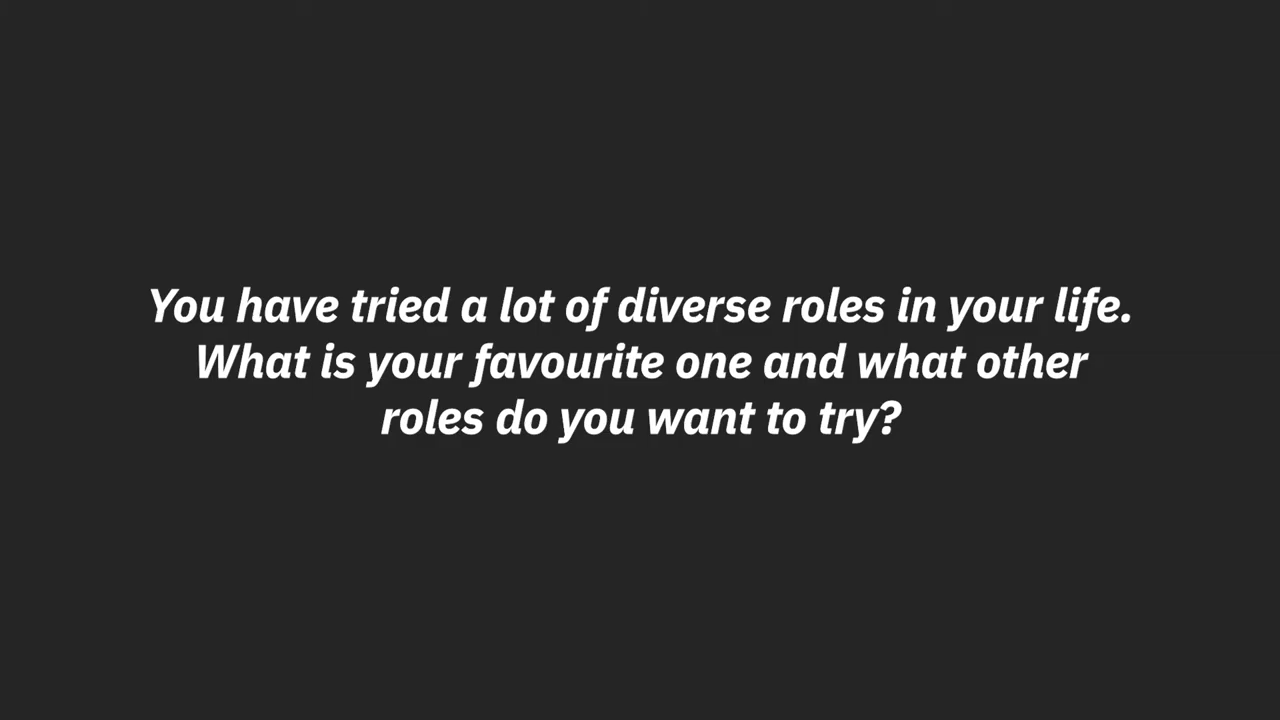 You have tried a lot of diverse roles in your life.
What is your favourite one and what other
roles do you want to try?